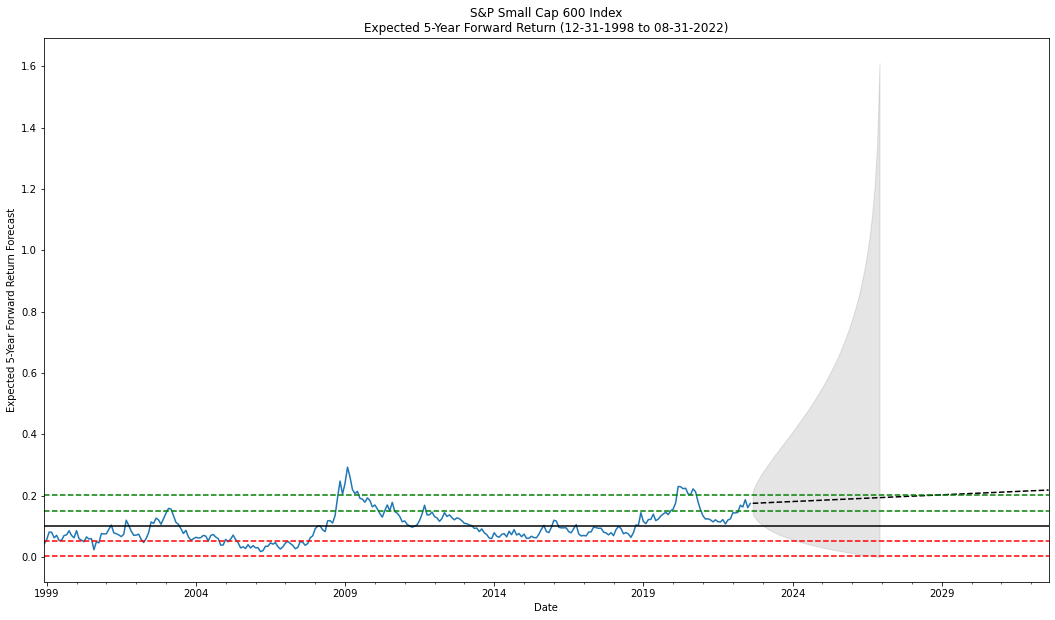 S&P Small Cap 600 Index
Expected 5-Year Forward Return (12-31-1998 to 08-31-2022)
Expected 5-Year Forward Return Forecast
1.6
1.4
1.2
1.0
0.8
0.6
0.4
0.2
0.0
1999 2004 2009 2014 2019 2024 2029
Date